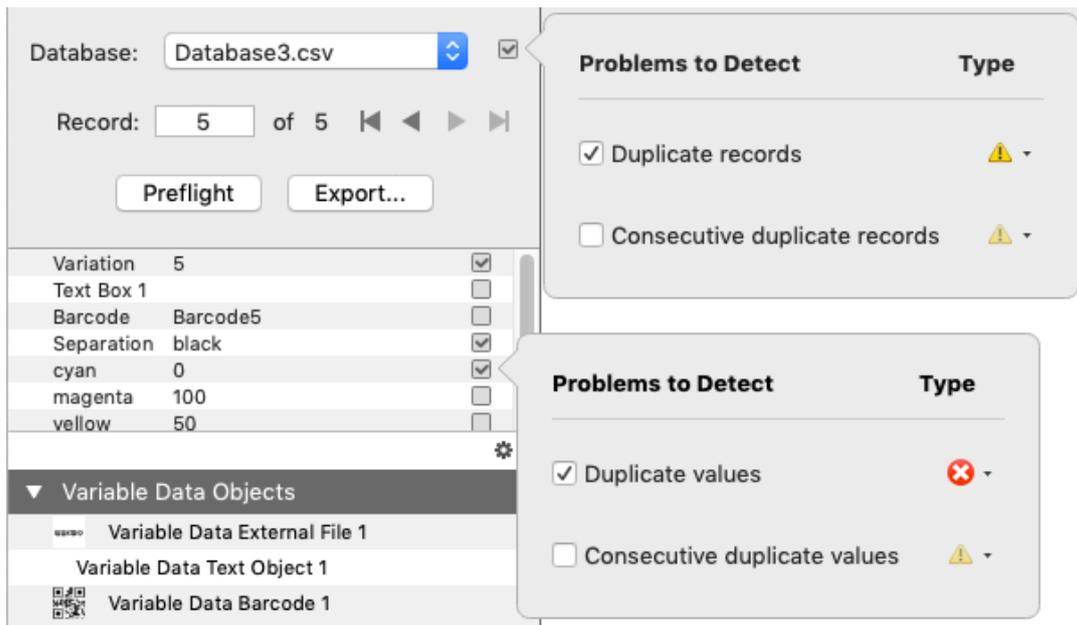 Database: Database3.csv
Record: 5 of 5
Preflight Export...
Variation 5
Text Box 1
Barcode Barcode5
Separation black
cyan 0
magenta 100
yellow 50
Variable Data Objects
Variable Data External File 1
Variable Data Text Object 1
Variable Data Barcode 1
Problems to Detect Type
Duplicate records
Consecutive duplicate records
Problems to Detect Type
Duplicate values
Consecutive duplicate values